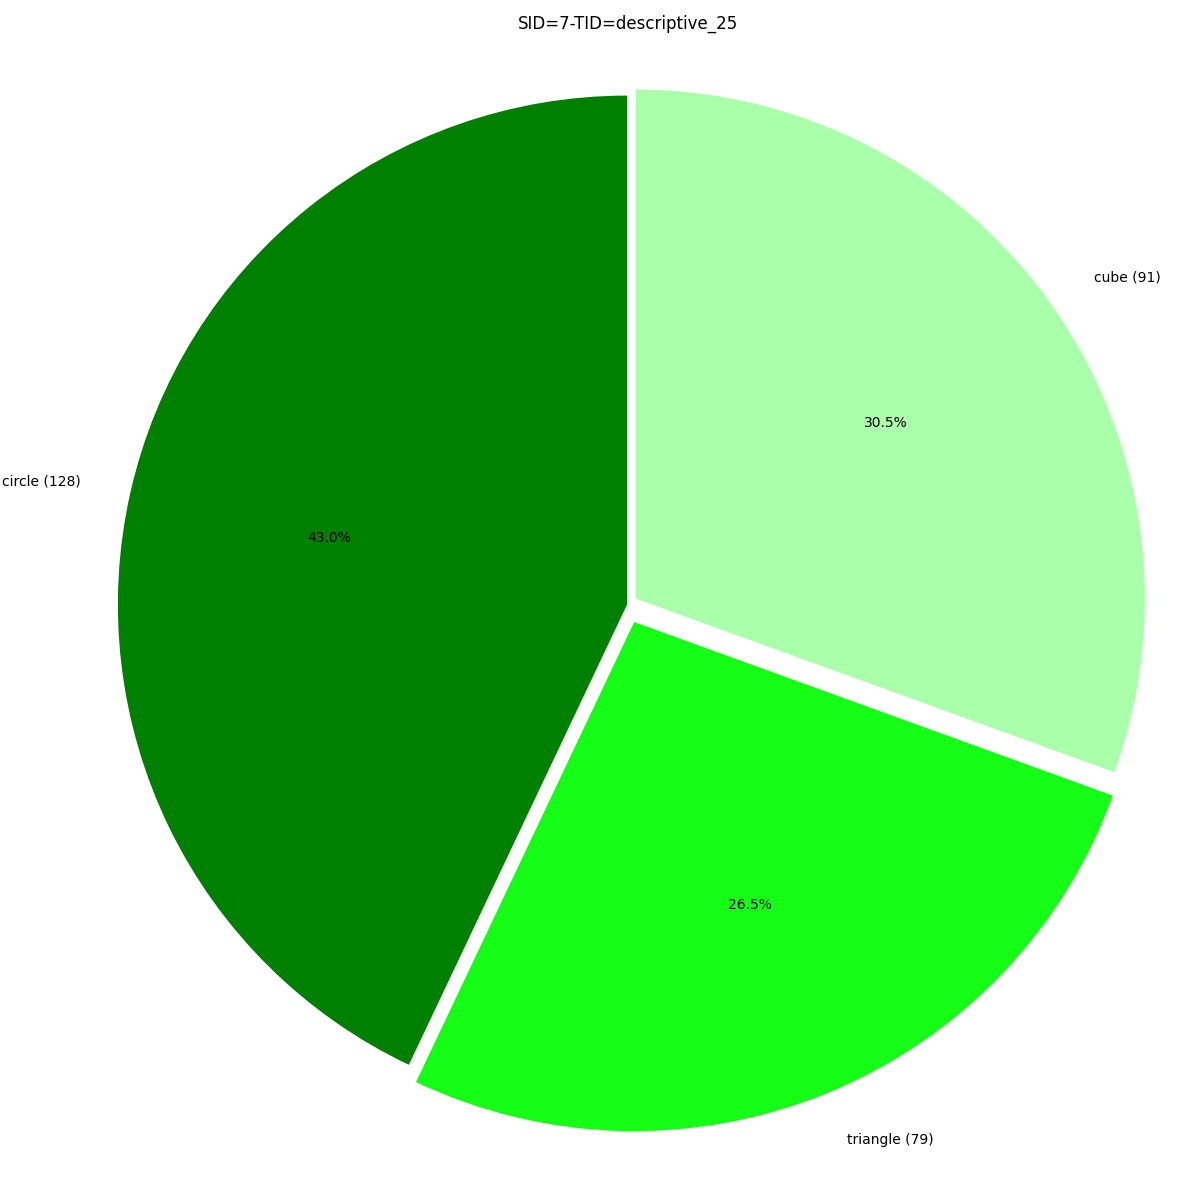 SID=7-TID=descriptive_25
cube (91)
30.5%
circle (128)
43.0%
26.5%
triangle (79)